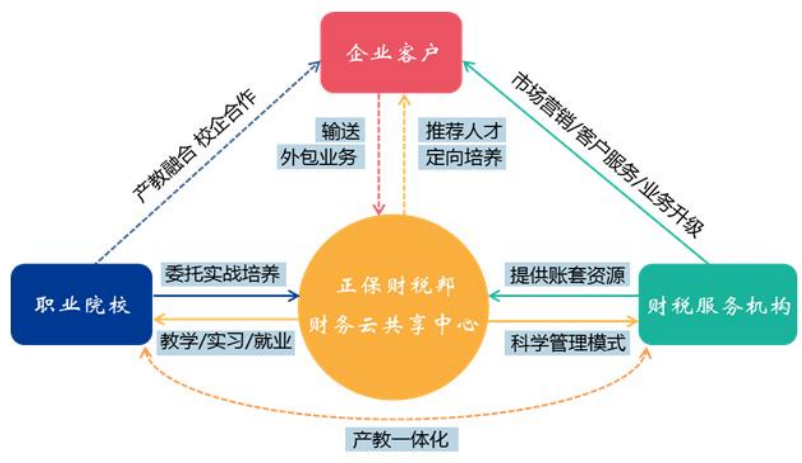 企业客户
产教融合 校企合作
输送
外包业务
推荐人才
定向培养
市场营销/客户服务/业务升级
职业院校
委托实战培养
教学/实习/就业
正保财税邦
财务云共享中心
提供账套资源
科学管理模式
财税服务机构
产教一体化